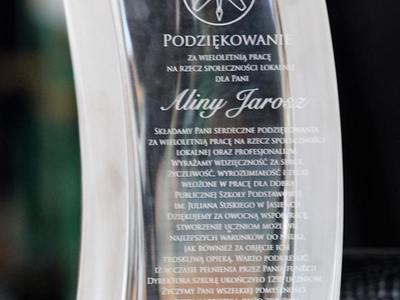 PODZIĘKOWANIE
ZA WIELOLETNIĄ PRACĘ
NA RZECZ SPOŁECZNOŚCI LOKALNEJ
DLA PANI
Aliny Jarosz
SKŁADAMY PANI SERDECZNE PODZIĘKOWANIA
ZA WIELOLETNIĄ PRACĘ NA RZECZ SPOŁECZNOŚCI
LOKALNEJ ORAZ PROFESJONALIZM.
WYRAŻAMY WDZIĘCZNOŚĆ ZA SERCE,
ŻYCZLIWOŚĆ, WYROZUMIAŁOŚĆ I TRUD
WŁOŻONE W PRACĘ DLA DOBRA
PUBLICZNEJ SZKOŁY PODSTAWOWEJ
IM. JULIANA SUSKIEGO W JASIEŃCU
DZIĘKUJEMY ZA OWOCNĄ WSPÓŁPRACĘ,
STWORZENIE UCZNIOM MOŻLIWIE
NAJLEPSZYCH WARUNKÓW DO NAUKI,
JAK RÓWNIEŻ ZA OBJĘCIE ICH
TROSKLIWĄ OPIEKĄ. WARTO PODKREŚLIĆ,
IŻ W CZASIE PEŁNIENIA PRZEZ PANIĄ FUNKCJI
DYREKTORA SZKOŁĘ UKOŃCZYŁO UCZNIÓW.
ŻYCZYMY PANI WSZELKIEJ POMYŚLNOŚCI